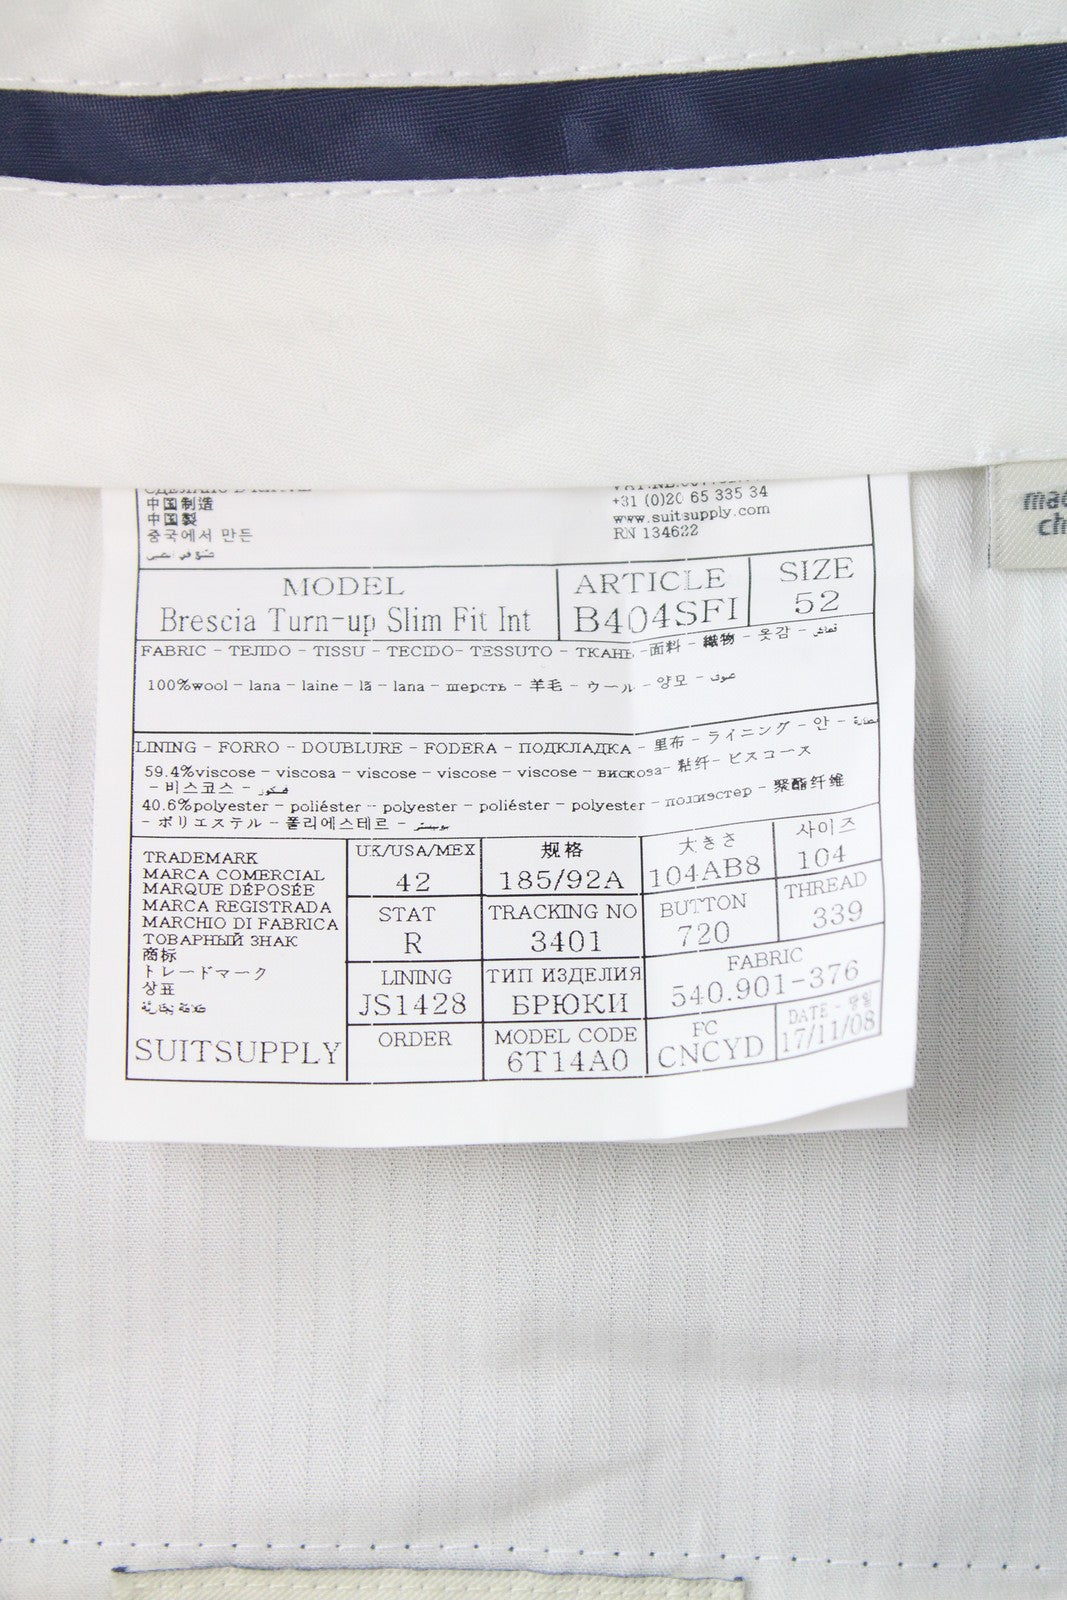 中国制造
中国製
중국에서 만든
+31 (0)20 65 335 34
www.suitsupply.com
RN 134622
made
ch
MODEL
Brescia Turn-up Slim Fit Int
ARTICLE
B404SFI
SIZE
52
FABRIC - TEJIDO - TISSU - TECIDO- TESSUTO - ТКАНЬ -面料 - 織物 - 옷감 - قماش
100%wool - lana - laine - lã - lana - шерсть - 羊毛 - ウール - 양모 - صوف
LINING - FORRO - DOUBLURE - FODERA - ПОДКЛАДКА - 里布 - ライニング - 안 - بطانة
59.4%viscose - viscosa - viscose - viscose - viscose - вискоза- 粘纤- ビスコース
- 비스코스 - فسكوز
40.6%polyester - poliéster - polyester - poliéster - polyester - полиэстер - 聚酯纤维
- ポリエステル - 폴리에스테르 -
TRADEMARK
MARCA COMERCIAL
MARQUE DÉPOSÉE
MARCA REGISTRADA
MARCHIO DI FABRICA
ТОВАРНЫЙ ЗНАК
商标
トレードマーク
상표
علامة تجارية
SUITSUPPLY
UK/USA/MEX
42
规格
185/92A
大きさ
104AB8
사이즈
104
STAT
R
TRACKING NO
3401
BUTTON
720
THREAD
339
LINING
JS1428
ТИП ИЗДЕЛИЯ
БРЮКИ
FABRIC
540.901-376
ORDER
MODEL CODE
6T14A0
FC
CNCYD
DATE -
17/11/08